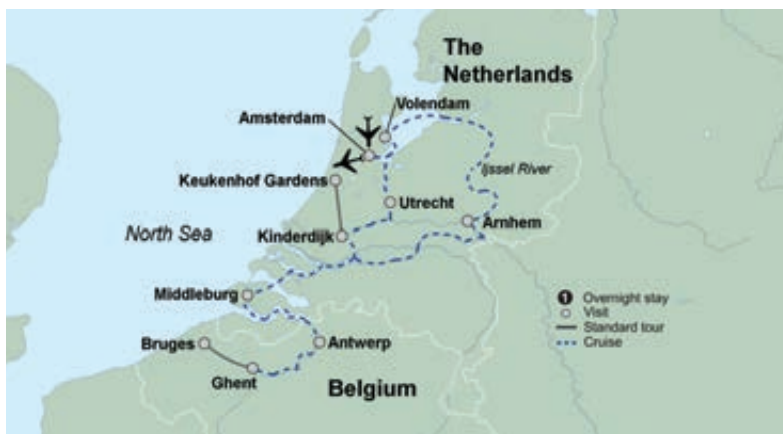 The
Netherlands
Volendam
Amsterdam
Keukenhof Gardens
Ijssel River
Utrecht
Arnhem
North Sea
Kinderdijk
Middleburg
1 Overnight stay
Visit
Standard tour
Cruise
Bruges
Antwerp
Ghent
Belgium